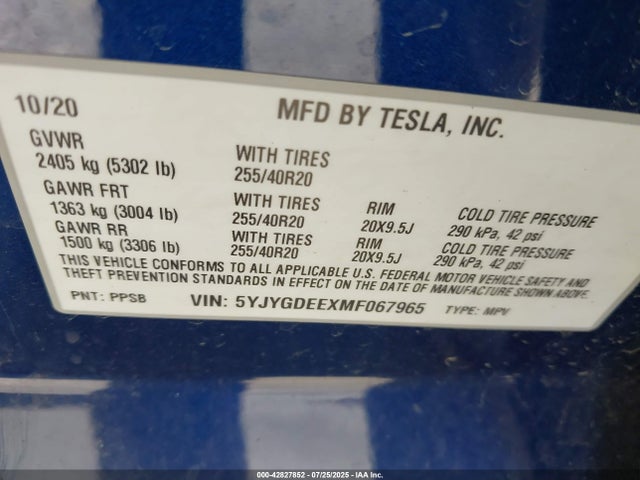 10/20 MFD BY TESLA, INC.
GVWR
2405 kg (5302 lb) WITH TIRES 255/40R20
GAWR FRT
1363 kg (3004 lb) WITH TIRES 255/40R20 RIM 20X9.5J COLD TIRE PRESSURE 290 kPa, 42 psi
GAWR RR
1500 kg (3306 lb) WITH TIRES 255/40R20 RIM 20X9.5J COLD TIRE PRESSURE 290 kPa, 42 psi
THIS VEHICLE CONFORMS TO ALL APPLICABLE U.S. FEDERAL MOTOR VEHICLE SAFETY AND
THEFT PREVENTION STANDARDS IN EFFECT ON THE DATE OF MANUFACTURE SHOWN ABOVE.
PNT: PPSB VIN: 5YJYGDEEXMF067965 TYPE: MPV
000-42827852 - 07/25/2025 - IAA Inc.